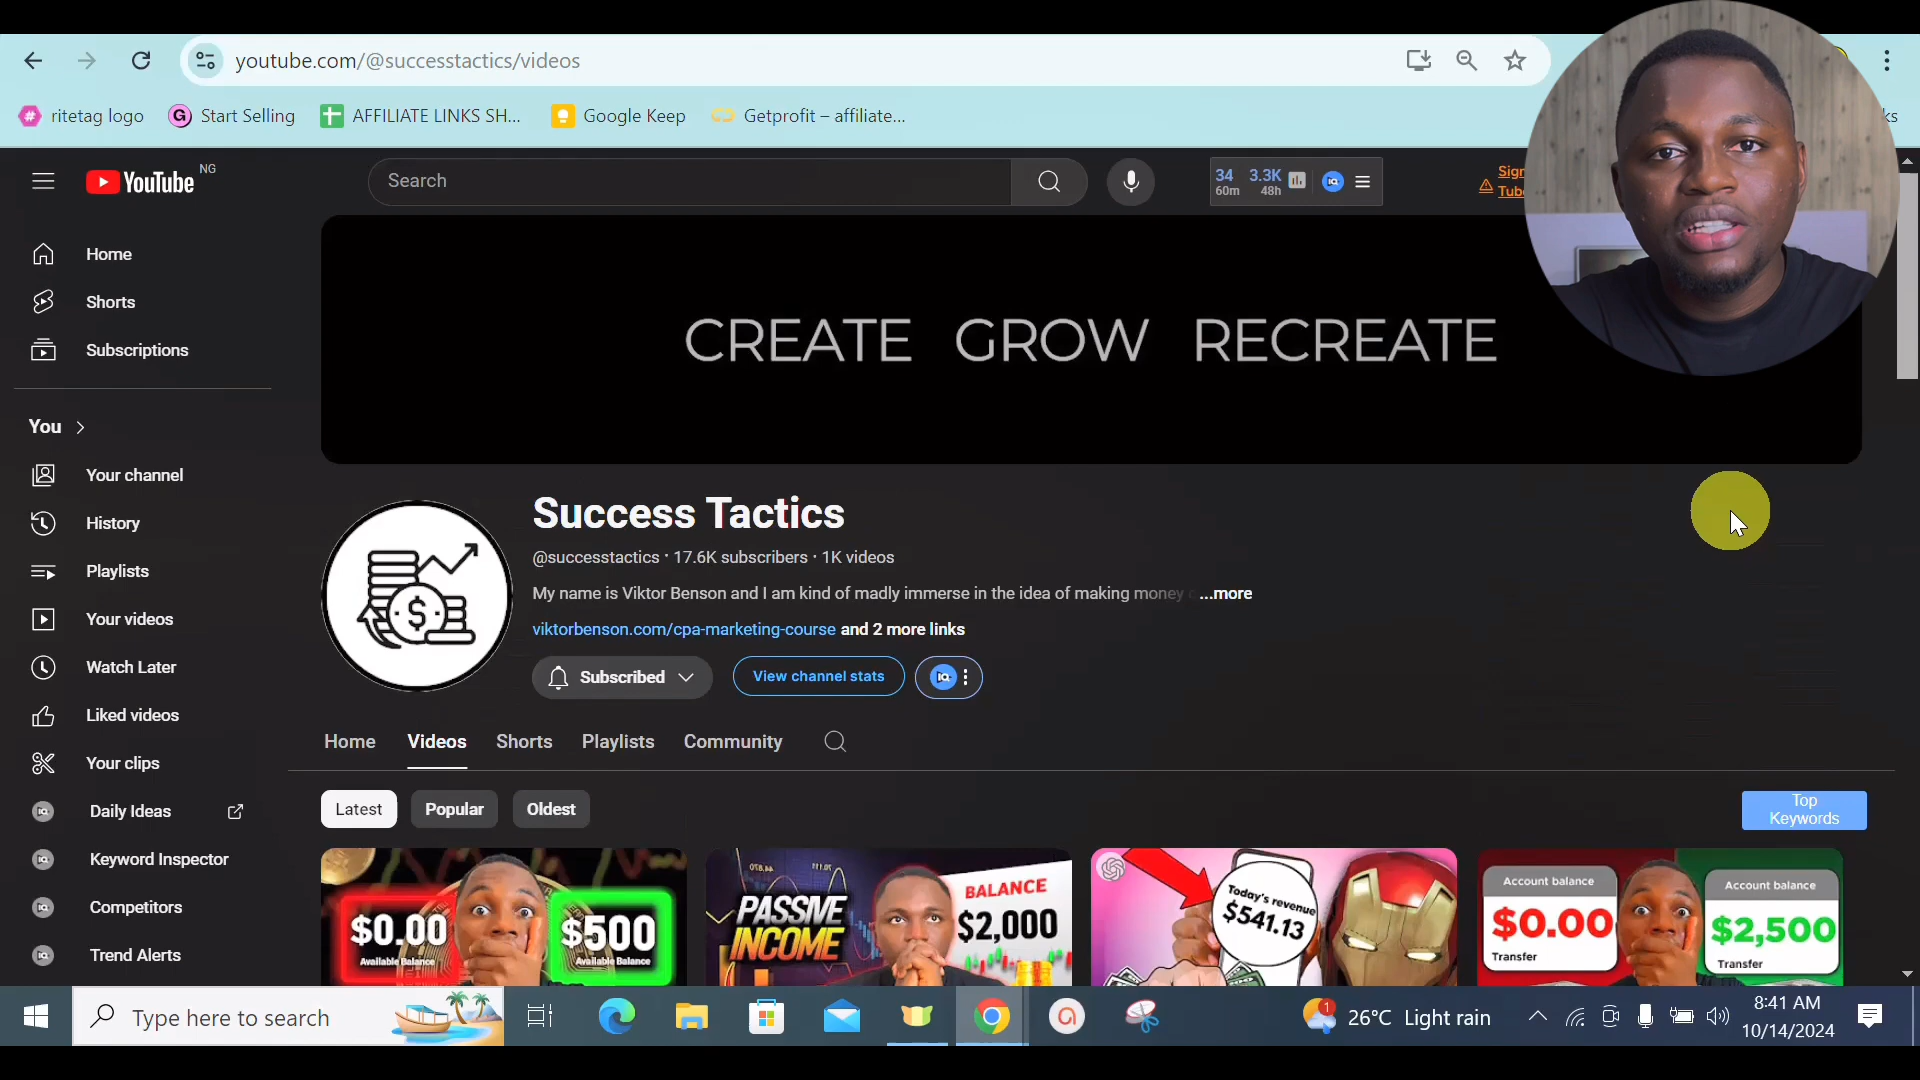 youtube.com/@successtactics/videos
ritetag logo
Start Selling
AFFILIATE LINKS SH...
Google Keep
Getprofit – affiliate...
ks
YouTube NG
Search
34 3.3K
60m 48h
Sign
Tube
Home
Shorts
Subscriptions
You
Your channel
History
Playlists
Your videos
Watch Later
Liked videos
Your clips
Daily Ideas
Keyword Inspector
Competitors
Trend Alerts
CREATE GROW RECREATE
Success Tactics
@successtactics · 17.6K subscribers · 1K videos
My name is Viktor Benson and I am kind of madly immerse in the idea of making money ...more
viktorbenson.com/cpa-marketing-course and 2 more links
Subscribed
View channel stats
Home Videos Shorts Playlists Community
Latest Popular Oldest
Top
Keywords
$0.00
Available Balance
$500
Available Balance
PASSIVE
INCOME
BALANCE
$2,000
Today's revenue
$541.13
Account balance
$0.00
Transfer
Account balance
$2,500
Transfer
Type here to search
1
26°C Light rain
8:41 AM
10/14/2024